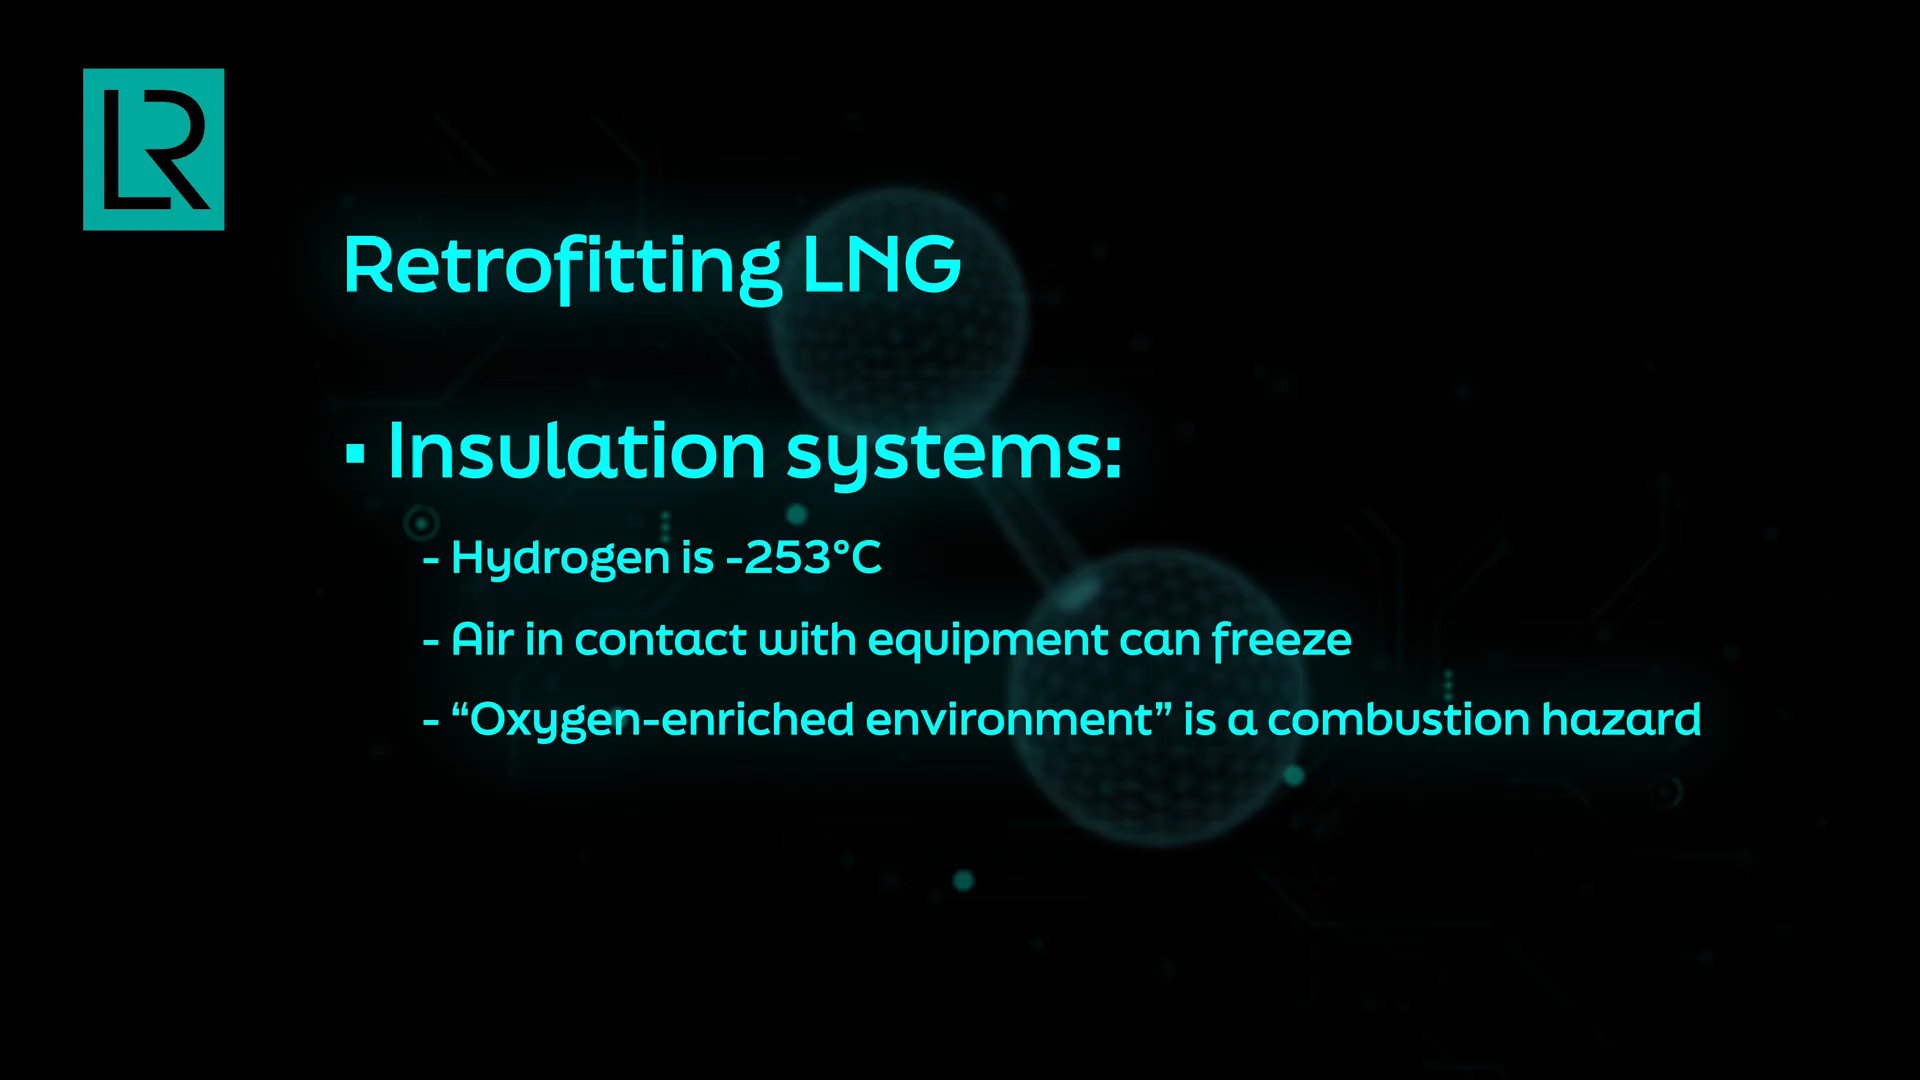 LR
Retrofitting LNG
▪ Insulation systems:
- Hydrogen is -253°C
- Air in contact with equipment can freeze
- “Oxygen-enriched environment” is a combustion hazard